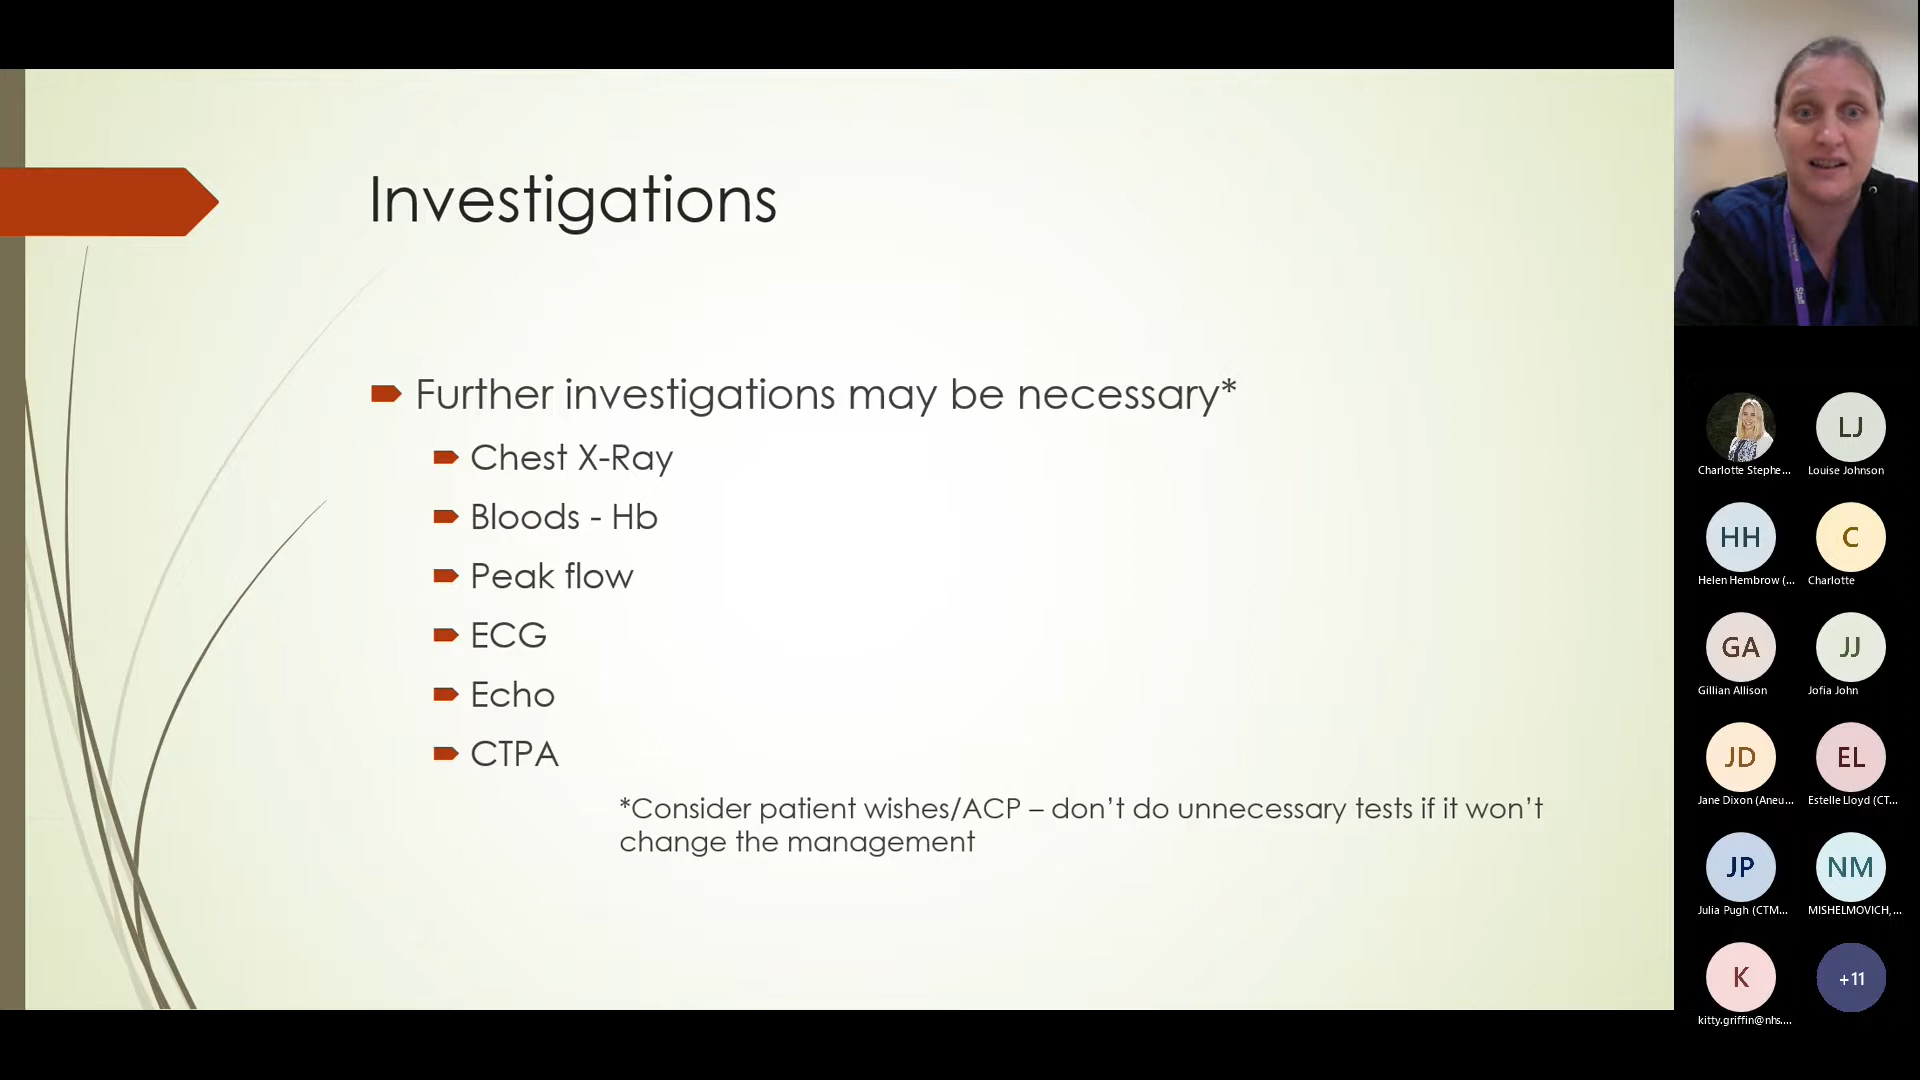 Investigations
Further investigations may be necessary*
Chest X-Ray
Bloods - Hb
Peak flow
ECG
Echo
CTPA
*Consider patient wishes/ACP – don’t do unnecessary tests if it won’t
change the management
Staff
LJ
Charlotte Stephe...
Louise Johnson
HH
C
Helen Hembrow (...
Charlotte
GA
JJ
Gillian Allison
Jofia John
JD
EL
Jane Dixon (Aneu...
Estelle Lloyd (CT...
JP
NM
Julia Pugh (CTM...
MISHELMOVICH,...
K
+11
kitty.griffin@nhs....